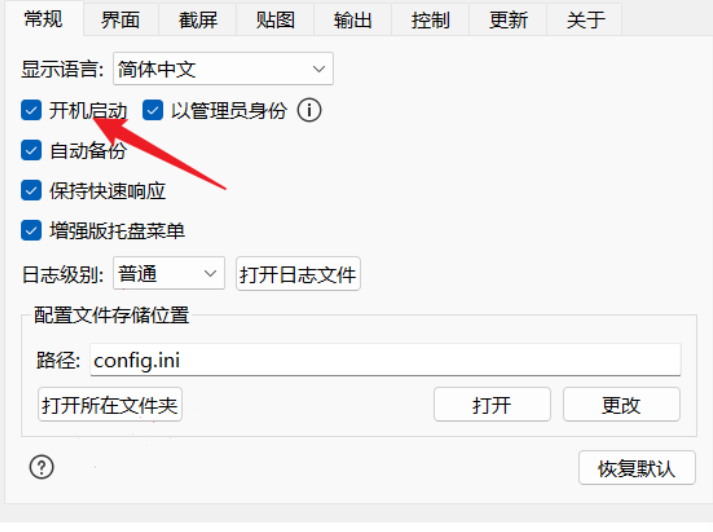 常规 界面 截屏 贴图 输出 控制 更新 关于
显示语言: 简体中文
开机启动 以管理员身份
自动备份
保持快速响应
增强版托盘菜单
日志级别: 普通 打开日志文件
配置文件存储位置
路径: config.ini
打开所在文件夹 打开 更改
? 恢复默认